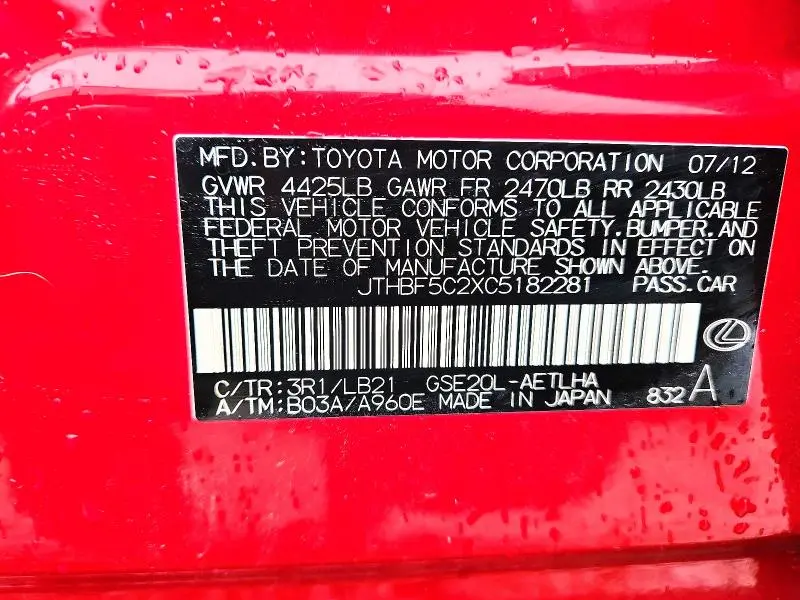 MFD. BY: TOYOTA MOTOR CORPORATION 07/12
GVWR 4425LB GAWR FR 2470LB RR 2430LB
THIS VEHICLE CONFORMS TO ALL APPLICABLE
FEDERAL MOTOR VEHICLE SAFETY, BUMPER, AND
THEFT PREVENTION STANDARDS IN EFFECT ON
THE DATE OF MANUFACTURE SHOWN ABOVE.
JTHBF5C2XC5182281 PASS. CAR
C/TR: 3R1/LB21 GSE20L-AETLHA
A/TM: B03A/A960E MADE IN JAPAN 832 A